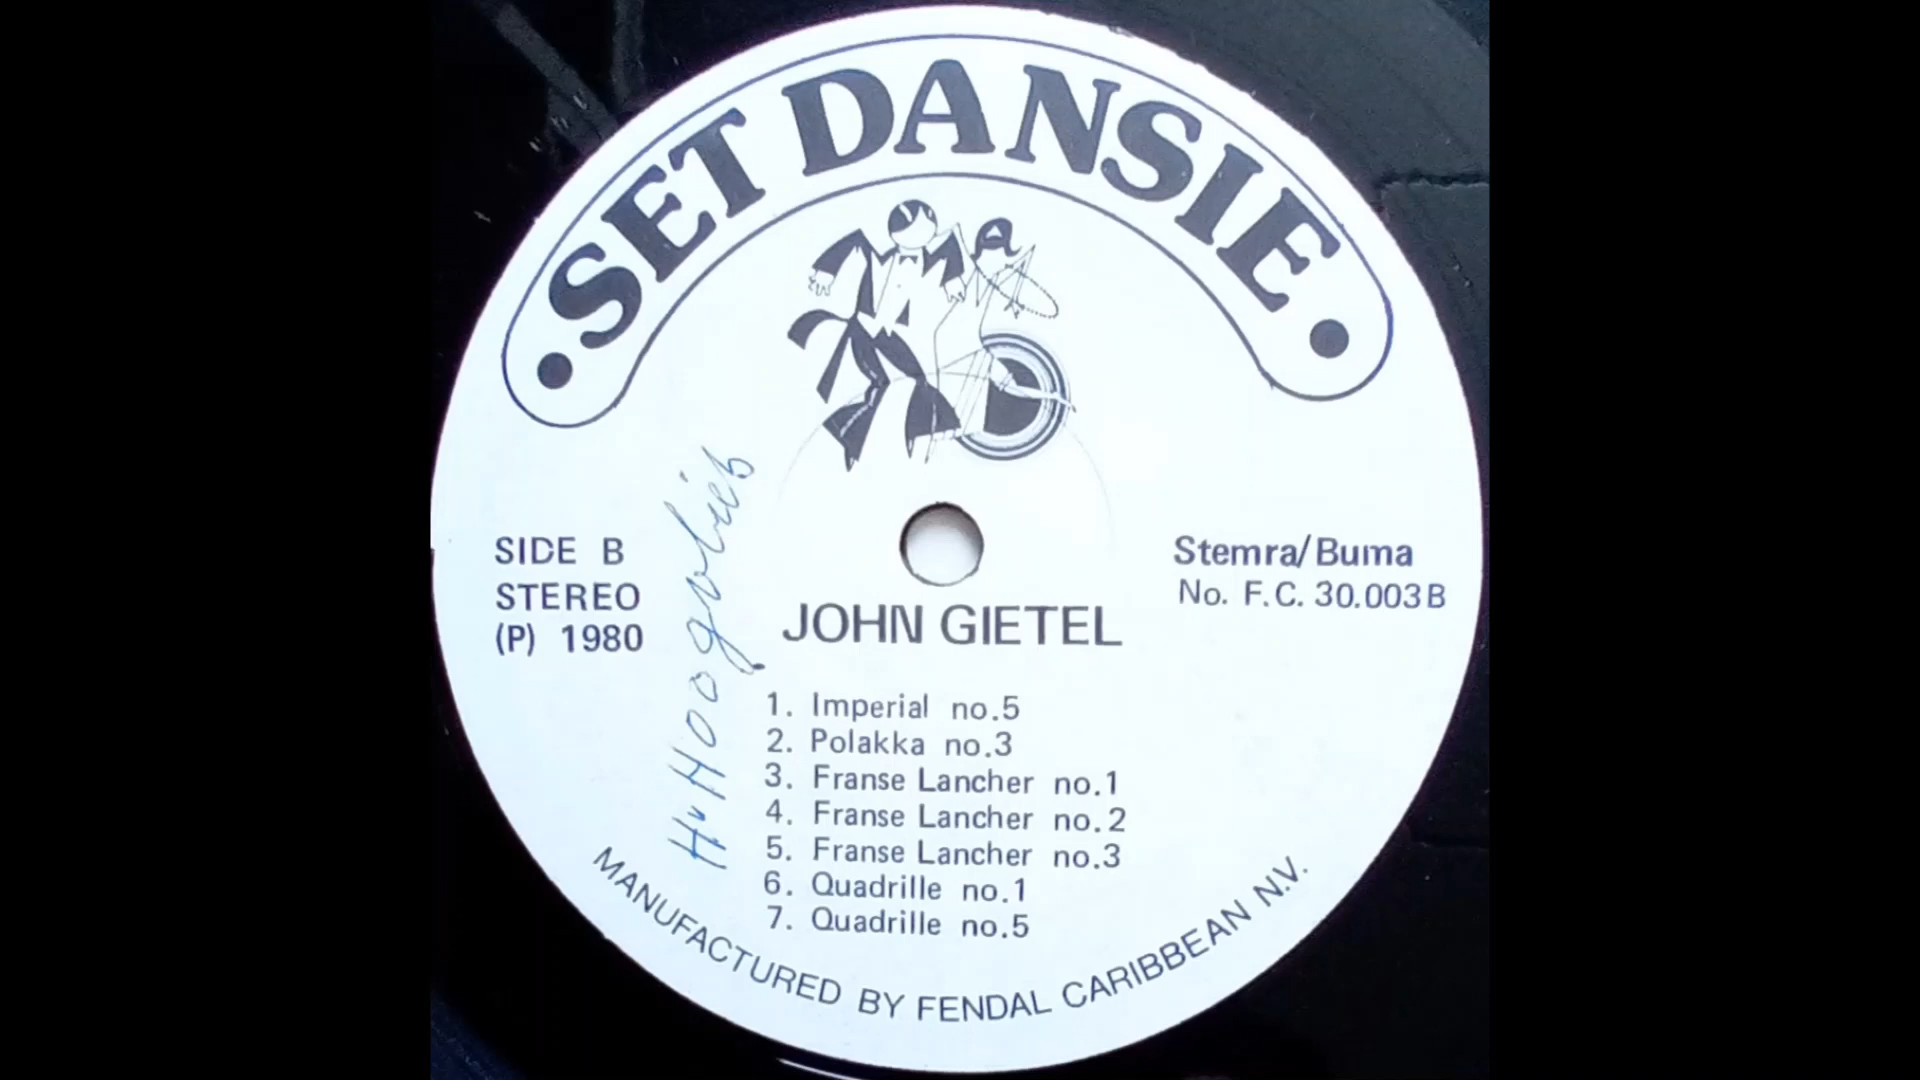 SET DANSIE
SIDE B
STEREO
(P) 1980
Stemra/Buma
No. F.C. 30.003B
HvHoogvlieb
JOHN GIETEL
1. Imperial no.5
2. Polakka no.3
3. Franse Lancher no.1
4. Franse Lancher no.2
5. Franse Lancher no.3
6. Quadrille no.1
7. Quadrille no.5
MANUFACTURED BY FENDAL CARIBBEAN N.V.